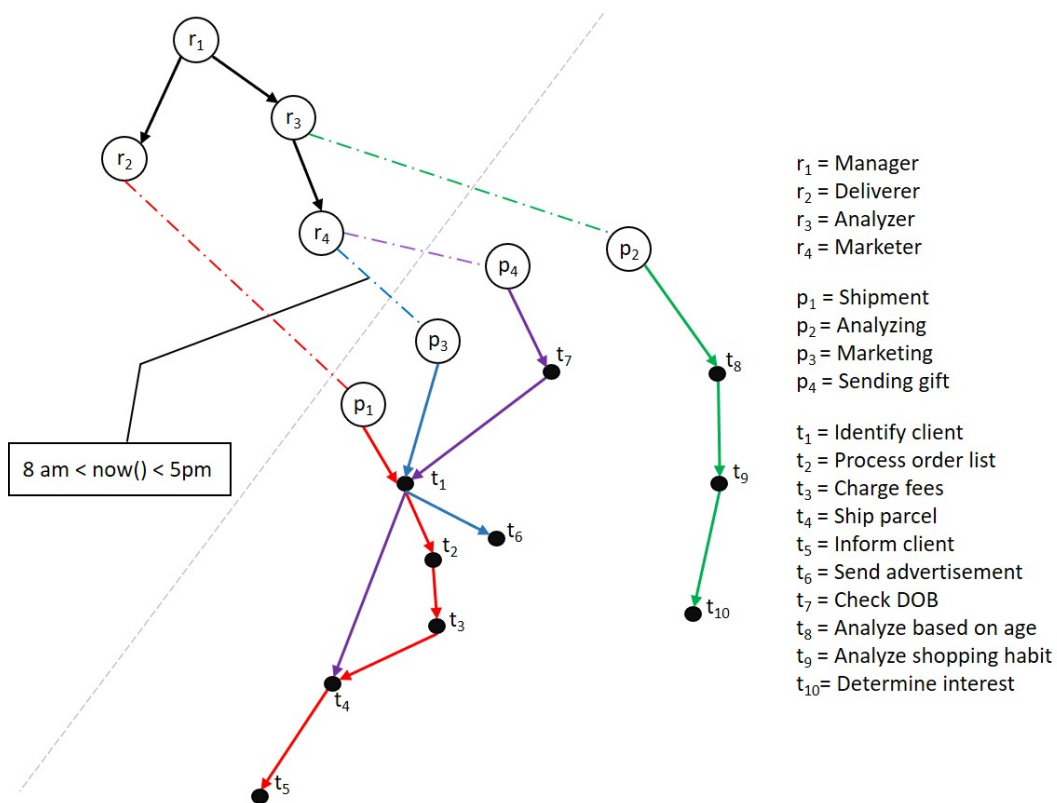 r1
r3
r2
r4
p4
p2
p3
t7
t8
p1
8 am < now() < 5pm
t1
t9
t6
t2
t10
t3
t4
t5
r1 = Manager
r2 = Deliverer
r3 = Analyzer
r4 = Marketer
p1 = Shipment
p2 = Analyzing
p3 = Marketing
p4 = Sending gift
t1 = Identify client
t2 = Process order list
t3 = Charge fees
t4 = Ship parcel
t5 = Inform client
t6 = Send advertisement
t7 = Check DOB
t8 = Analyze based on age
t9 = Analyze shopping habit
t10= Determine interest